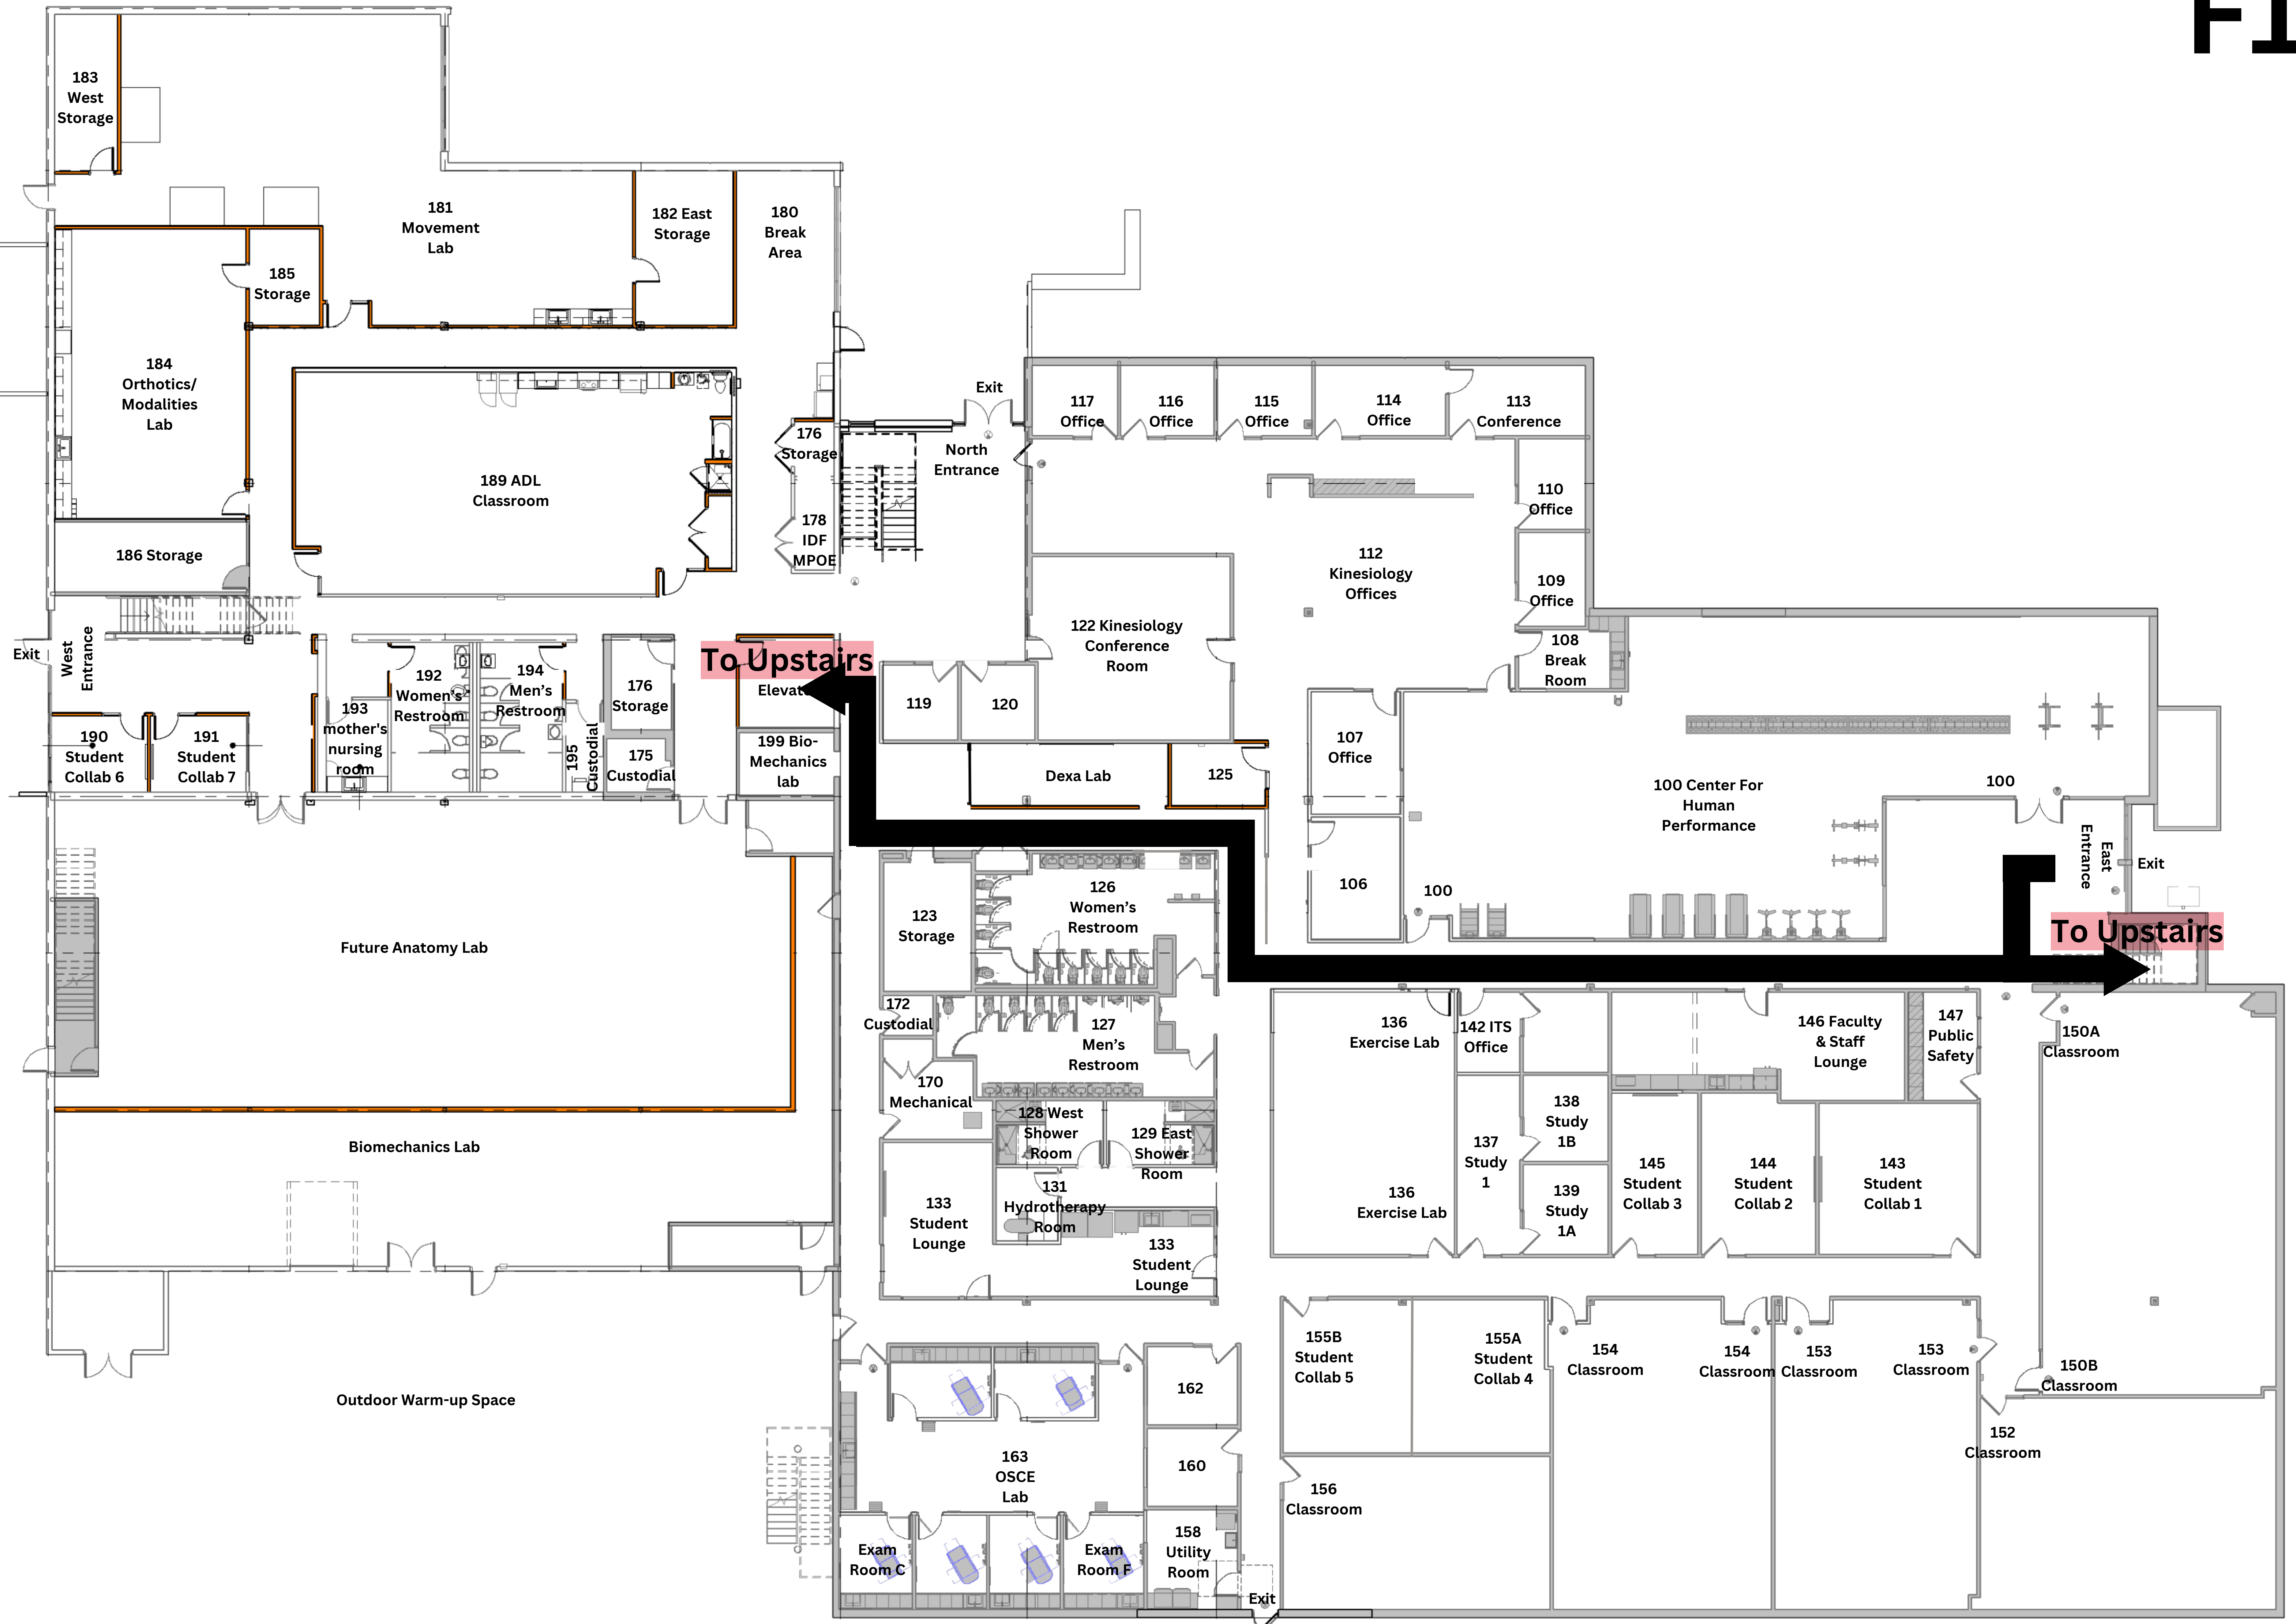 F1
183
West
Storage
181
Movement
Lab
182 East
Storage
180
Break
Area
185
Storage
184
Orthotics/
Modalities
Lab
189 ADL
Classroom
176
Storage
178
IDF
MPOE
186 Storage
Exit
North
Entrance
117
Office
116
Office
115
Office
114
Office
113
Conference
110
Office
109
Office
112
Kinesiology
Offices
108
Break
Room
122 Kinesiology
Conference
Room
119
120
Dexa Lab
125
107
Office
106
Exit
West
Entrance
190
Student
Collab 6
191
Student
Collab 7
193
mother's
nursing
room
192
Women's
Restroom
194
Men's
Restroom
195
Custodial
176
Storage
175
Custodial
To Upstairs
Elevato
199 Bio-
Mechanics
lab
100 Center For
Human
Performance
100
100
East
Entrance
Exit
To Upstairs
Future Anatomy Lab
Biomechanics Lab
Outdoor Warm-up Space
123
Storage
126
Women's
Restroom
172
Custodial
127
Men's
Restroom
170
Mechanical
128 West
Shower
Room
129 East
Shower
Room
131
Hydrotherapy
Room
133
Student
Lounge
133
Student
Lounge
136
Exercise Lab
136
Exercise Lab
142 ITS
Office
137
Study
1
138
Study
1B
139
Study
1A
146 Faculty
& Staff
Lounge
147
Public
Safety
145
Student
Collab 3
144
Student
Collab 2
143
Student
Collab 1
150A
Classroom
150B
Classroom
155B
Student
Collab 5
155A
Student
Collab 4
154
Classroom
154
Classroom
153
Classroom
153
Classroom
152
Classroom
156
Classroom
162
160
163
OSCE
Lab
158
Utility
Room
Exam
Room C
Exam
Room F
Exit